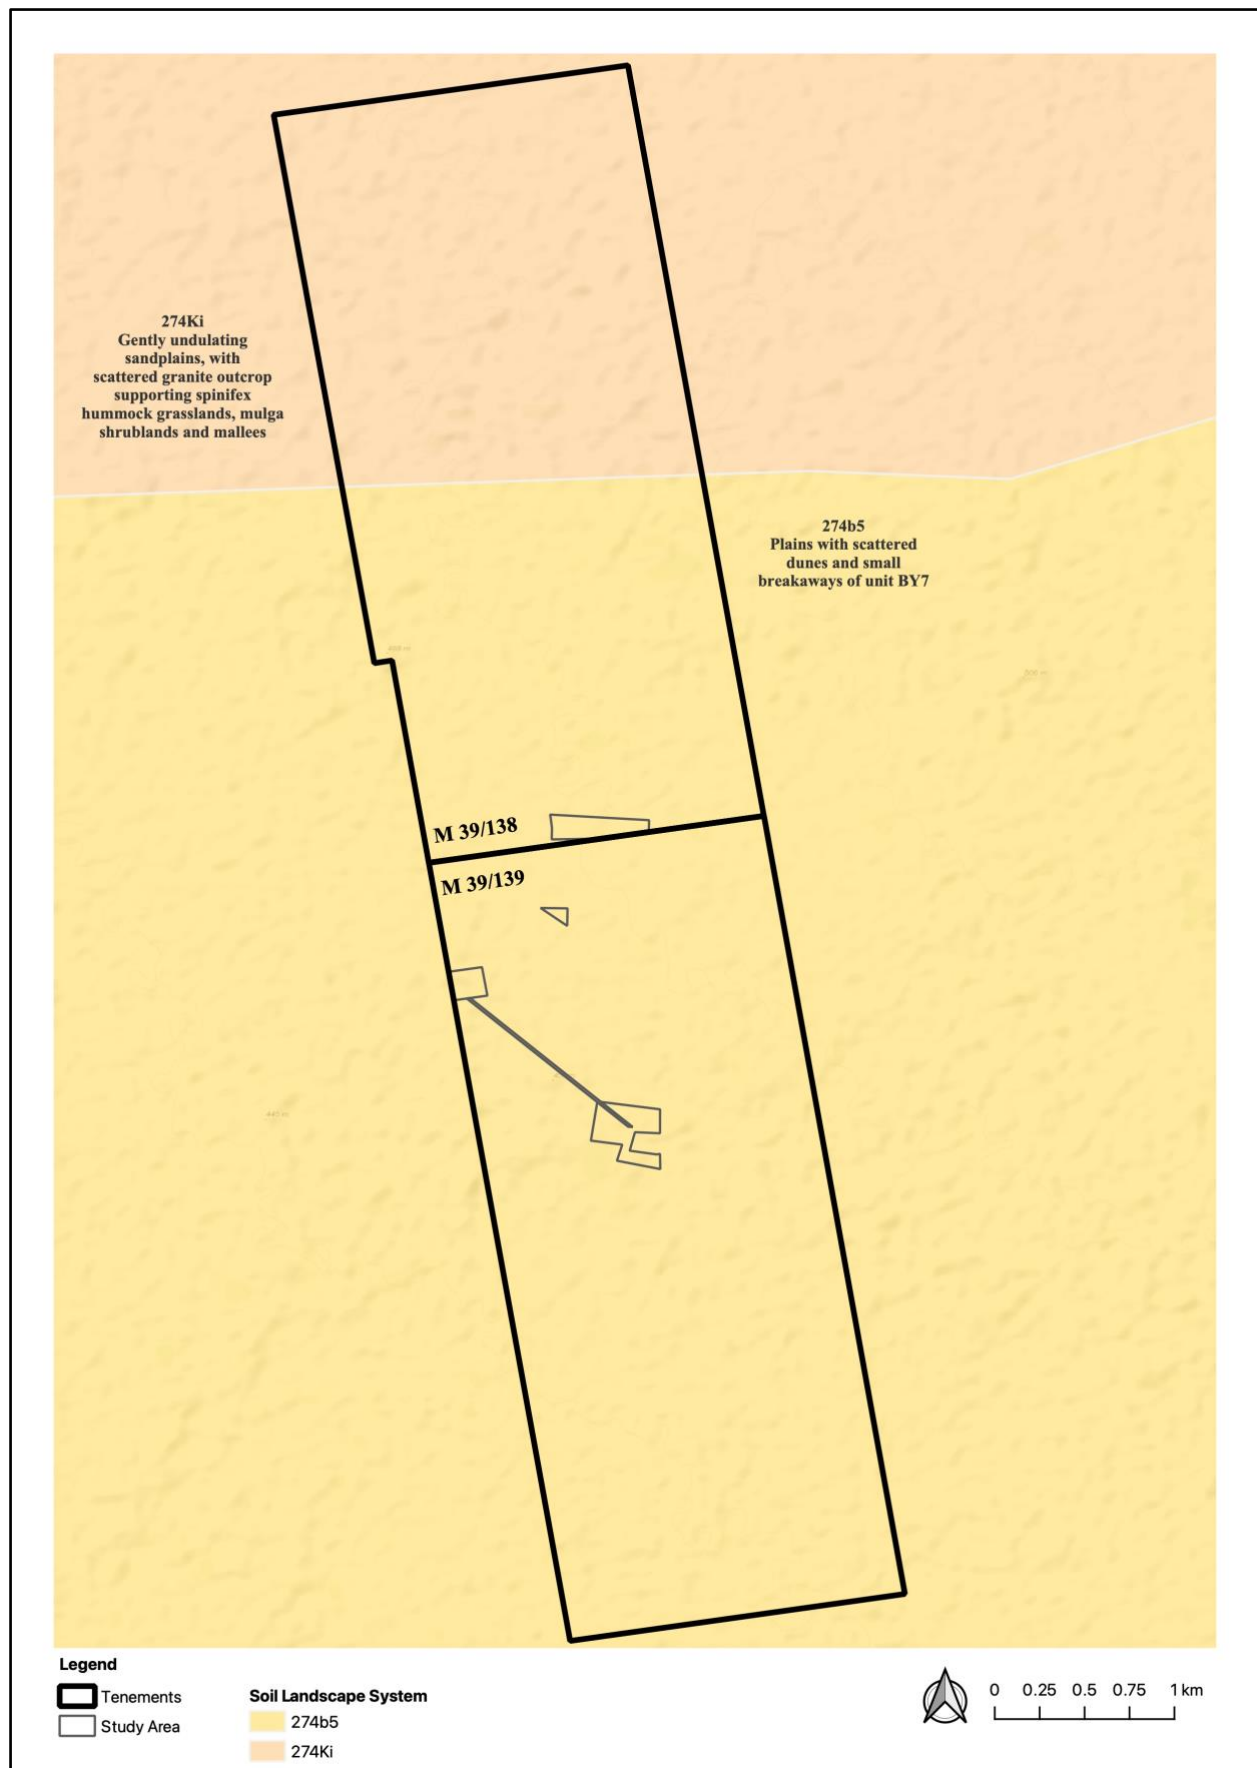 274Ki
Gently undulating
sandplains, with
scattered granite outcrop
supporting spinifex
hummock grasslands, mulga
shrublands and mallees
274b5
Plains with scattered
dunes and small
breakaways of unit BY7
M 39/138
M 39/139
Legend
Tenements
Study Area
Soil Landscape System
274b5
274Ki
0 0.25 0.5 0.75 1 km